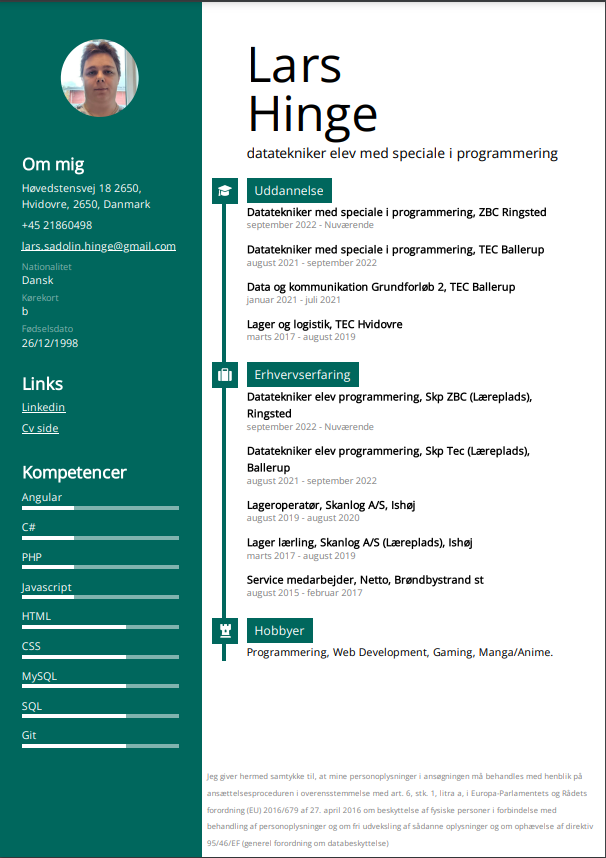 Lars
Hinge
datatekniker elev med speciale i programmering
Om mig
Høvedstensvej 18 2650,
Hvidovre, 2650, Danmark
+45 21860498
lars.sadolin.hinge@gmail.com
Nationalitet
Dansk
Kørekort
b
Fødselsdato
26/12/1998
Links
Linkedin
Cv side
Kompetencer
Angular
C#
PHP
Javascript
HTML
CSS
MySQL
SQL
Git
Uddannelse
Datatekniker med speciale i programmering, ZBC Ringsted
september 2022 - Nuværende
Datatekniker med speciale i programmering, TEC Ballerup
august 2021 - september 2022
Data og kommunikation Grundforløb 2, TEC Ballerup
januar 2021 - juli 2021
Lager og logistik, TEC Hvidovre
marts 2017 - august 2019
Erhvervserfaring
Datatekniker elev programmering, Skp ZBC (Læreplads),
Ringsted
september 2022 - Nuværende
Datatekniker elev programmering, Skp Tec (Læreplads),
Ballerup
august 2021 - september 2022
Lageroperatør, Skanlog A/S, Ishøj
august 2019 - august 2020
Lager lærling, Skanlog A/S (Læreplads), Ishøj
marts 2017 - august 2019
Service medarbejder, Netto, Brøndbystrand st
august 2015 - februar 2017
Hobbyer
Programmering, Web Development, Gaming, Manga/Anime.
Jeg giver hermed samtykke til, at mine personoplysninger i ansøgningen må behandles med henblik på
ansættelsesproceduren i overensstemmelse med art. 6, stk. 1, litra a, i Europa-Parlamentets og Rådets
forordning (EU) 2016/679 af 27. april 2016 om beskyttelse af fysiske personer i forbindelse med
behandling af personoplysninger og om fri udveksling af sådanne oplysninger og om ophævelse af direktiv
95/46/EF (generel forordning om databeskyttelse)